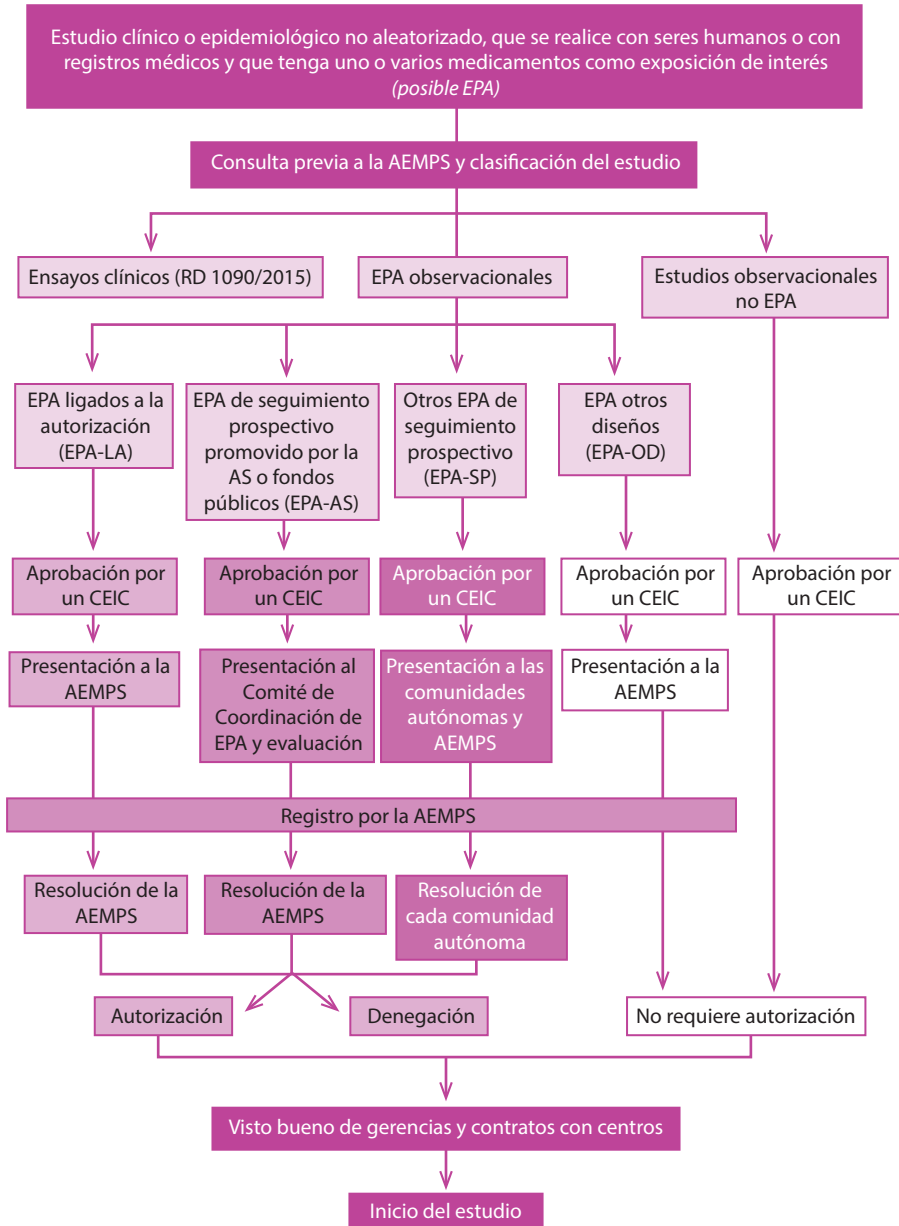 Estudio clínico o epidemiológico no aleatorizado, que se realice con seres humanos o con
registros médicos y que tenga uno o varios medicamentos como exposición de interés
(posible EPA)
Consulta previa a la AEMPS y clasificación del estudio
Ensayos clínicos (RD 1090/2015)
EPA observacionales
Estudios observacionales
no EPA
EPA ligados a la
autorización
(EPA-LA)
EPA de seguimiento
prospectivo
promovido por la
AS o fondos
públicos (EPA-AS)
Otros EPA de
seguimiento
prospectivo
(EPA-SP)
EPA otros
diseños
(EPA-OD)
Aprobación por
un CEIC
Aprobación por
un CEIC
Aprobación por
un CEIC
Aprobación por
un CEIC
Aprobación por
un CEIC
Presentación a la
AEMPS
Presentación al
Comité de
Coordinación de
EPA y evaluación
Presentación a las
comunidades
autónomas y
AEMPS
Presentación a la
AEMPS
Registro por la AEMPS
Resolución de la
AEMPS
Resolución de la
AEMPS
Resolución de
cada comunidad
autónoma
Autorización
Denegación
No requiere autorización
Visto bueno de gerencias y contratos con centros
Inicio del estudio